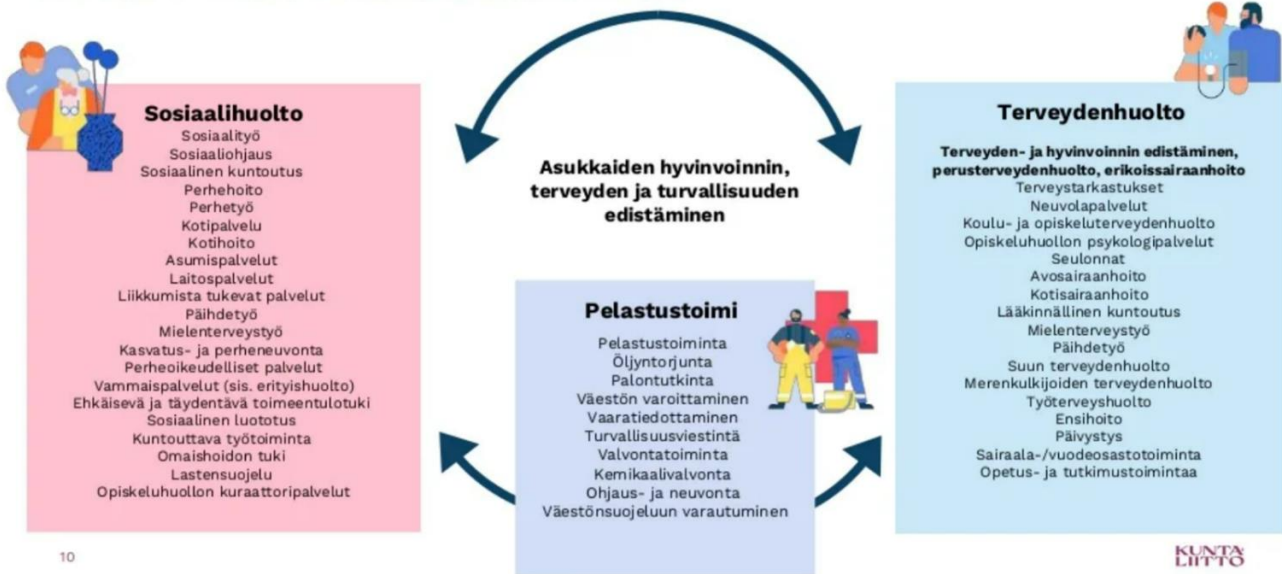 Sosiaalihuolto
Sosiaalityö
Sosiaaliohjaus
Sosiaalinen kuntoutus
Perhehoito
Perhetyö
Kotipalvelu
Kotihoito
Asumispalvelut
Laitospalvelut
Liikkumista tukevat palvelut
Päihdetyö
Mielenterveystyö
Kasvatus- ja perheneuvonta
Perheoikeudelliset palvelut
Vammaispalvelut (sis. erityishuolto)
Ehkäisevä ja täydentävä toimeentulotuki
Sosiaalinen luototus
Kuntouttava työtoiminta
Omaishoidon tuki
Lastensuojelu
Opiskeluhuollon kuraattoripalvelut
Asukkaiden hyvinvoinnin,
terveyden ja turvallisuuden
edistäminen
Pelastustoimi
Pelastustoiminta
Öljyntorjunta
Palontutkinta
Väestön varoittaminen
Vaaratiedottaminen
Turvallisuusviestintä
Valvontatoiminta
Kemikaalivalvonta
Ohjaus- ja neuvonta
Väestönsuojeluun varautuminen
Terveydenhuolto
Terveyden- ja hyvinvoinnin edistäminen,
perusterveydenhuolto, erikoissairaanhoito
Terveystarkastukset
Neuvolapalvelut
Koulu- ja opiskeluterveydenhuolto
Opiskeluhuollon psykologipalvelut
Seulonnat
Avosairaanhoito
Kotisairaanhoito
Lääkinnällinen kuntoutus
Mielenterveystyö
Päihdetyö
Suun terveydenhuolto
Merenkulkijoiden terveydenhuolto
Työterveyshuolto
Ensihoito
Päivystys
Sairaala-/vuodeosastotoiminta
Opetus- ja tutkimustoimintaa
10
KUNTA
LIITTO